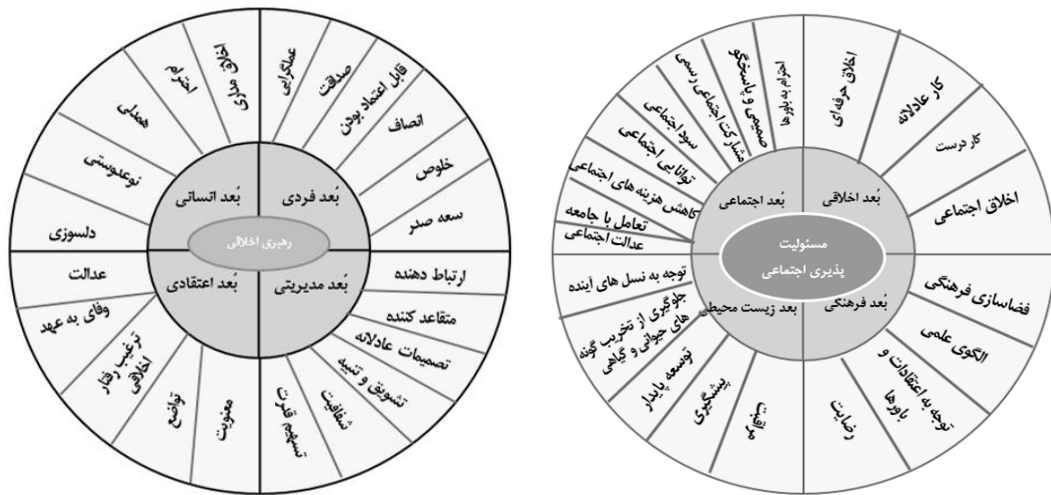 رهبری اخلاقی
بُعد فردی
عملگرایی
صداقت
قابل اعتماد بودن
انصاف
خلوص
سعه صدر
بُعد مدیریتی
ارتباط دهنده
متقاعد کننده
تصمیمات عادلانه
تشویق و تنبیه
شفافیت
تسهیم قدرت
بُعد اعتقادی
معنویت
تواضع
ترغیب رفتار
اخلاقی
وفای به عهد
عدالت
بُعد انسانی
دلسوزی
نوعدوستی
همدلی
احترام
اخلاق مداری
مسئولیت
پذیری اجتماعی
بُعد اخلاقی
اخلاق حرفه‌ای
کار عادلانه
کار درست
اخلاق اجتماعی
بُعد فرهنگی
فضاسازی فرهنگی
الگوی علمی
توجه به اعتقادات و
باورها
رضایت
بعد زیست محیطی
مراقبت
پیشگیری
توسعه پایدار
جلوگیری از تخریب گونه
های حیوانی و گیاهی
توجه به نسل های آینده
بُعد اجتماعی
عدالت اجتماعی
تعامل با جامعه
کاهش هزینه های اجتماعی
توانایی اجتماعی
سود اجتماعی
مشارکت اجتماعی رسمی
صمیمی و پاسخگو
احترام به باورها